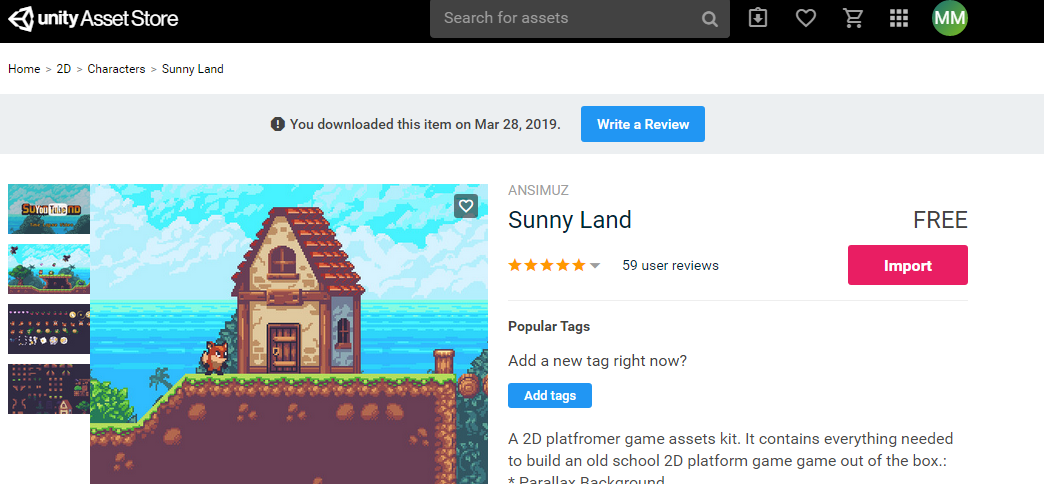 unity Asset Store
Search for assets
MM
Home > 2D > Characters > Sunny Land
You downloaded this item on Mar 28, 2019.
Write a Review
YouTube
ANSIMUZ
Sunny Land
FREE
59 user reviews
Import
Popular Tags
Add a new tag right now?
Add tags
A 2D platfromer game assets kit. It contains everything needed
to build an old school 2D platform game game out of the box.:
* Parallax Background